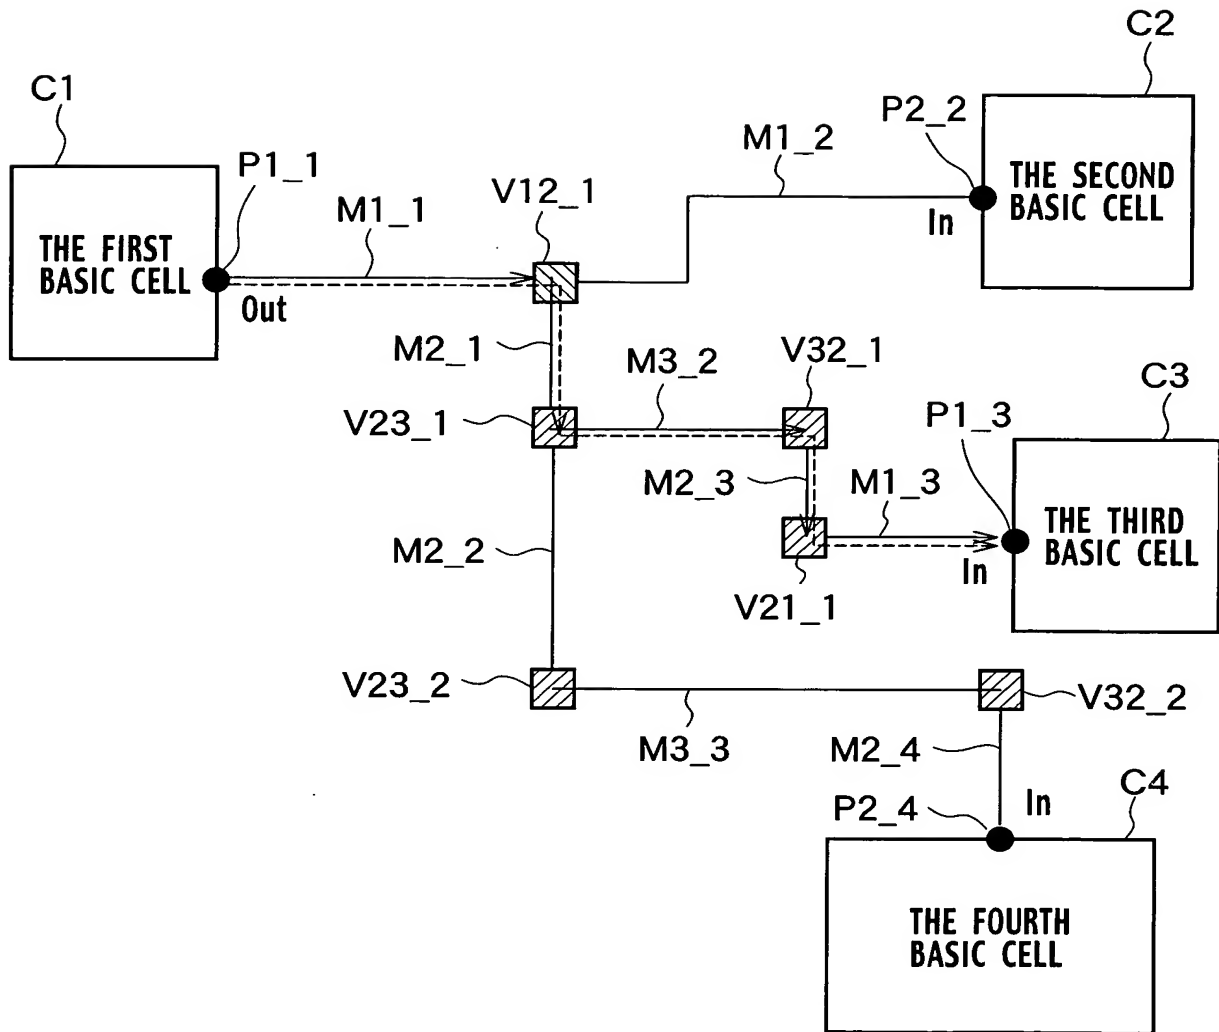 C2
C1
P2_2
M1_2
P1_1
V12_1
THE SECOND
BASIC CELL
M1_1
In
THE FIRST
BASIC CELL
Out
M2_1
V32_1
M3_2
C3
V23_1
P1_3
M2_3
M1_3
THE THIRD
BASIC CELL
M2_2
In
V21_1
V23_2
V32_2
M3_3
M2_4
C4
In
P2_4
THE FOURTH
BASIC CELL